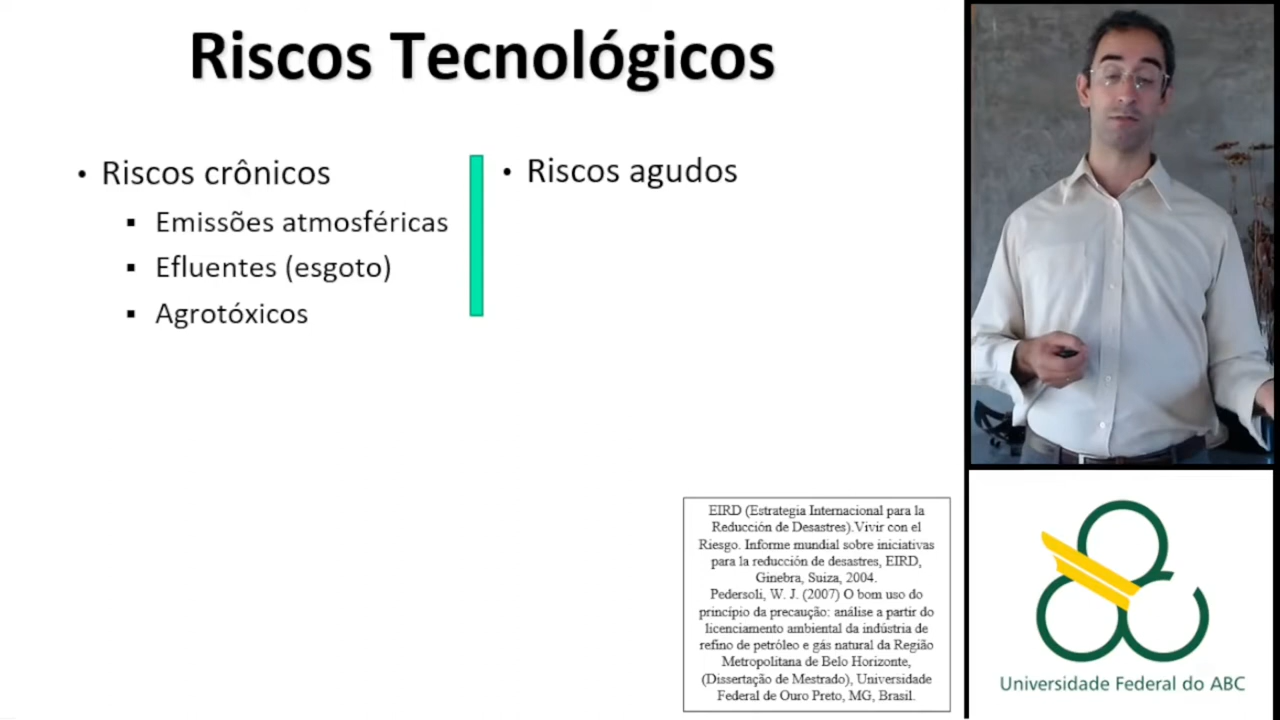 Riscos Tecnológicos
• Riscos crônicos
▪ Emissões atmosféricas
▪ Efluentes (esgoto)
▪ Agrotóxicos
• Riscos agudos
EIRD (Estrategia Internacional para la
Reducción de Desastres).Vivir con el
Riesgo. Informe mundial sobre iniciativas
para la reducción de desastres, EIRD,
Ginebra, Suiza, 2004.
Pedersoli, W. J. (2007) O bom uso do
princípio da precaução: análise a partir do
licenciamento ambiental da indústria de
refino de petróleo e gás natural da Região
Metropolitana de Belo Horizonte,
(Dissertação de Mestrado), Universidade
Federal de Ouro Preto, MG, Brasil.
Universidade Federal do ABC